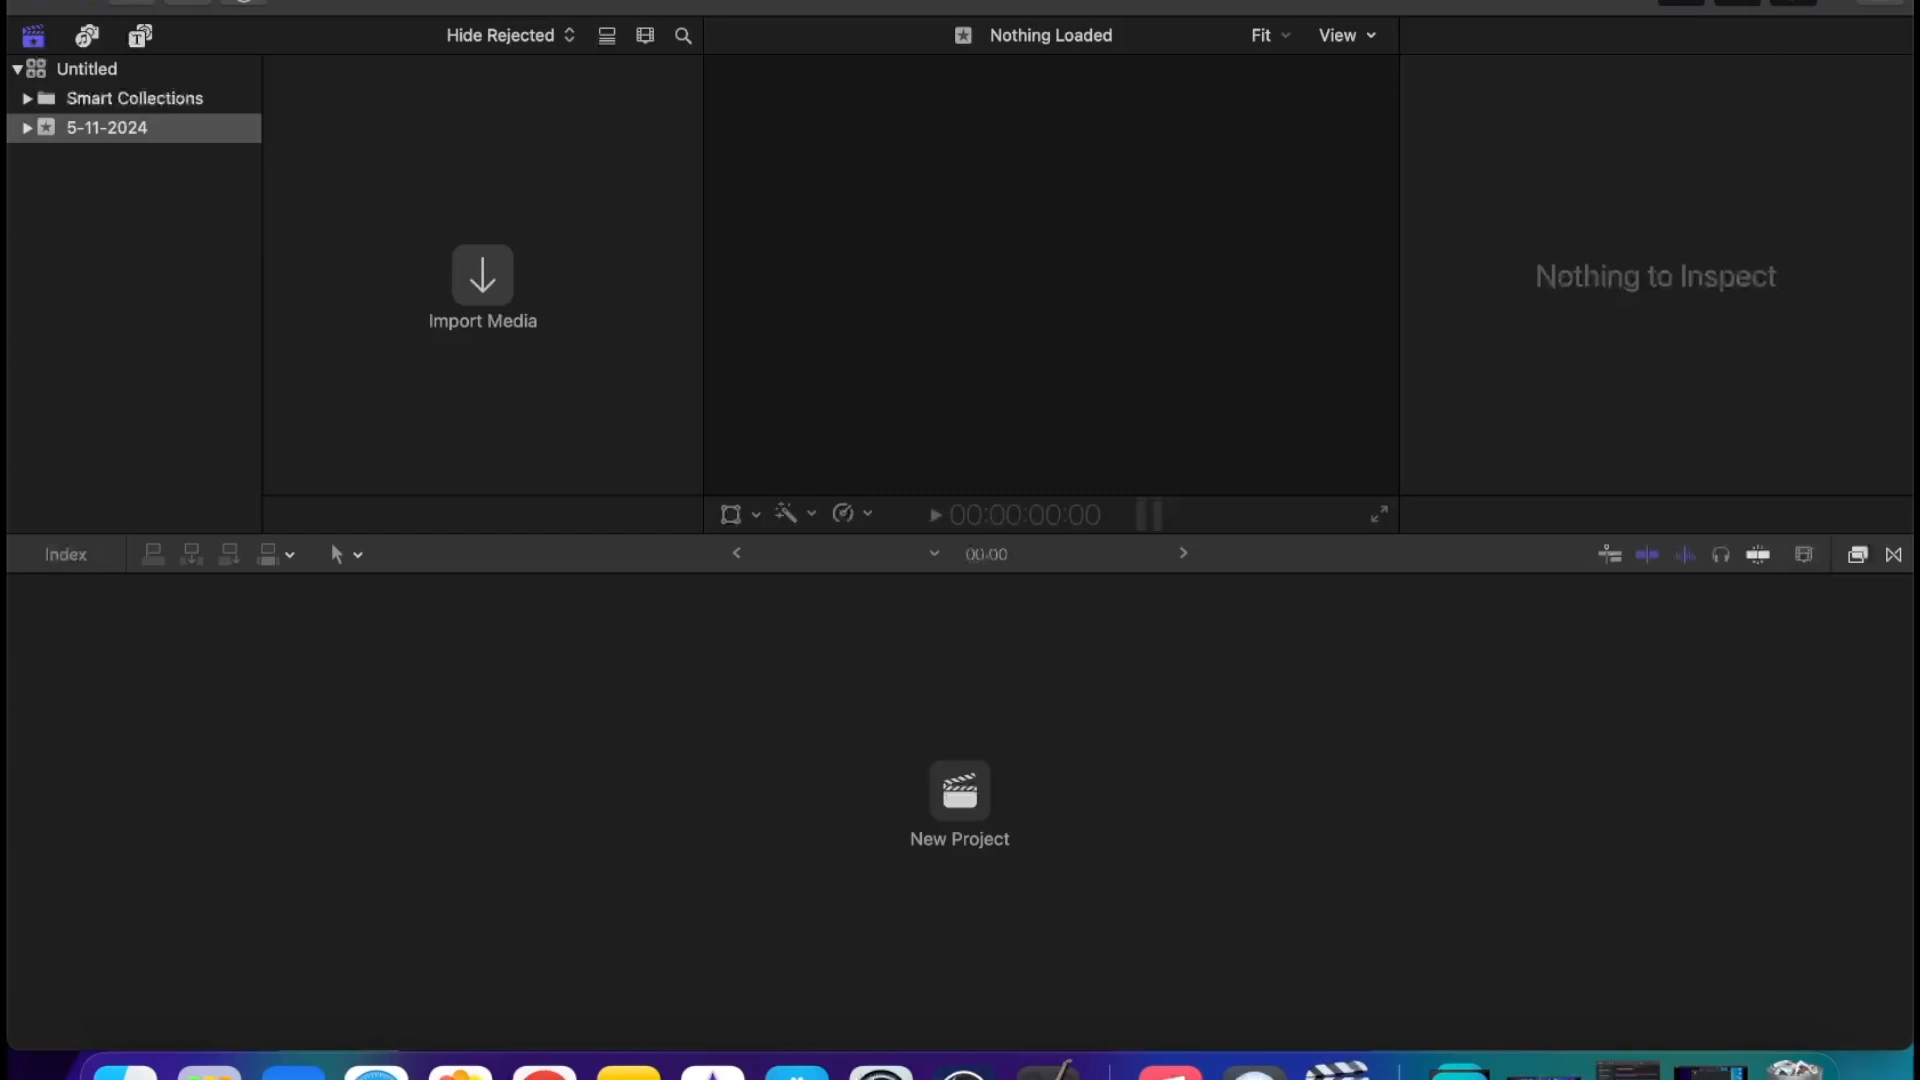 Hide Rejected
Nothing Loaded
Fit
View
Untitled
Smart Collections
5-11-2024
Import Media
Nothing to Inspect
00:00:00:00
Index
00:00
New Project